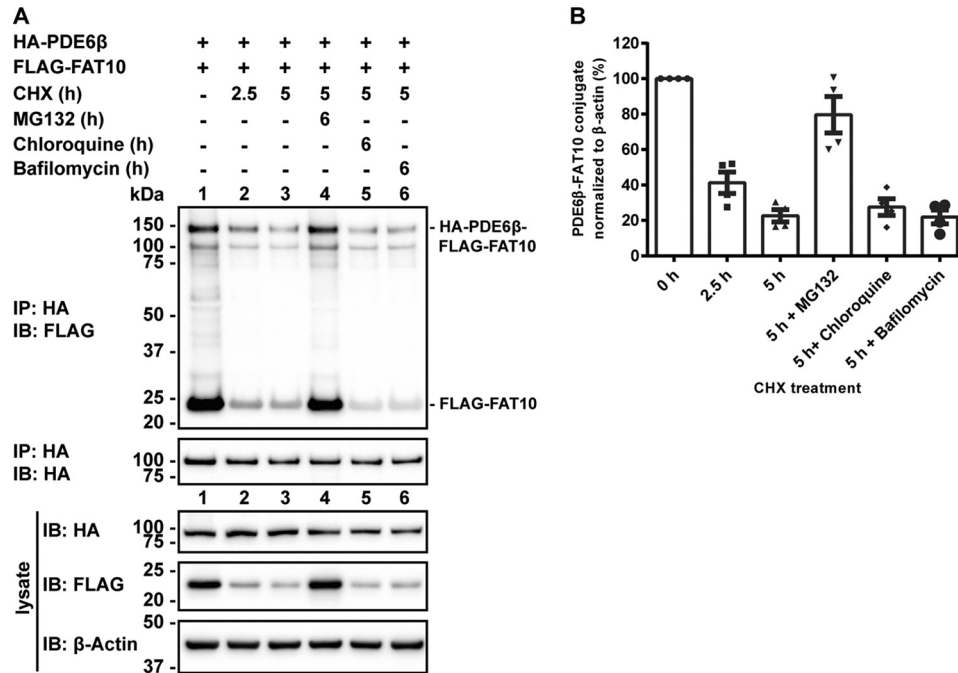 A
HA-PDE6β + + + + + +
FLAG-FAT10 + + + + + +
CHX (h) - 2.5 5 5 5 5
MG132 (h) - - - 6 - -
Chloroquine (h) - - - - 6 -
Bafilomycin (h) - - - - - 6
kDa 1 2 3 4 5 6
150 -
100 -
75 -
50 -
37 -
25 -
20 -
IP: HA
IB: FLAG
- HA-PDE6β-
FLAG-FAT10
- FLAG-FAT10
IP: HA
IB: HA
100 -
75 -
1 2 3 4 5 6
lysate
IB: HA
100 -
75 -
IB: FLAG
25 -
20 -
IB: β-Actin
50 -
37 -
B
PDE6β-FAT10 conjugate
normalized to β-actin (%)
120
100
80
60
40
20
0
0 h
2.5 h
5 h
5 h + MG132
5 h+ Chloroquine
5 h + Bafilomycin
CHX treatment